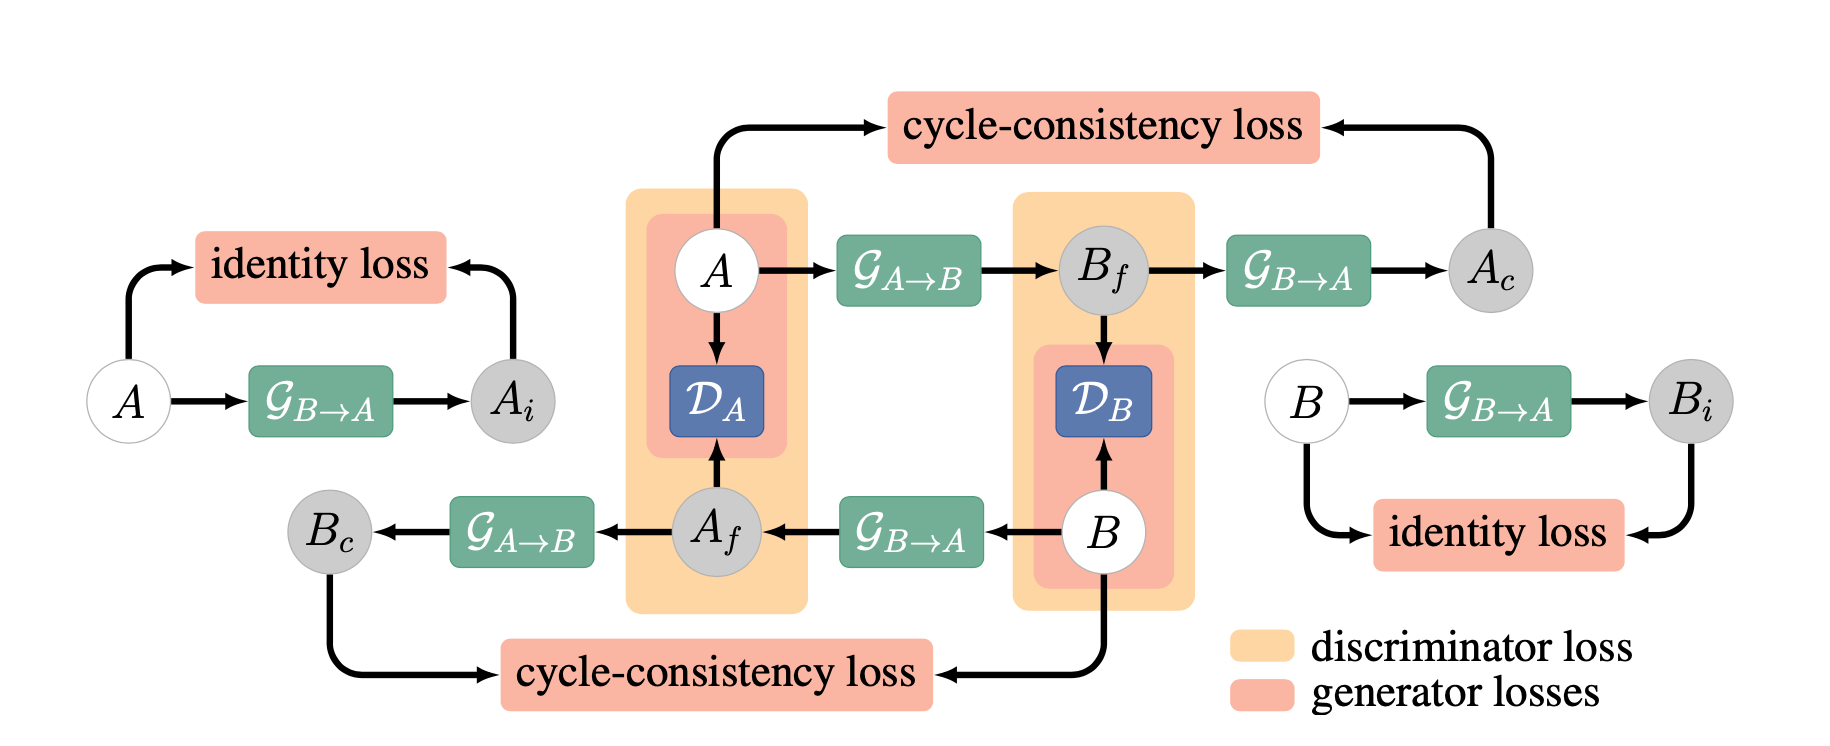 cycle-consistency loss
identity loss
A
𝒢A→B
Bf
𝒢B→A
Ac
A
𝒢B→A
Ai
𝒟A
𝒟B
B
𝒢B→A
Bi
Bc
𝒢A→B
Af
𝒢B→A
B
identity loss
cycle-consistency loss
discriminator loss
generator losses